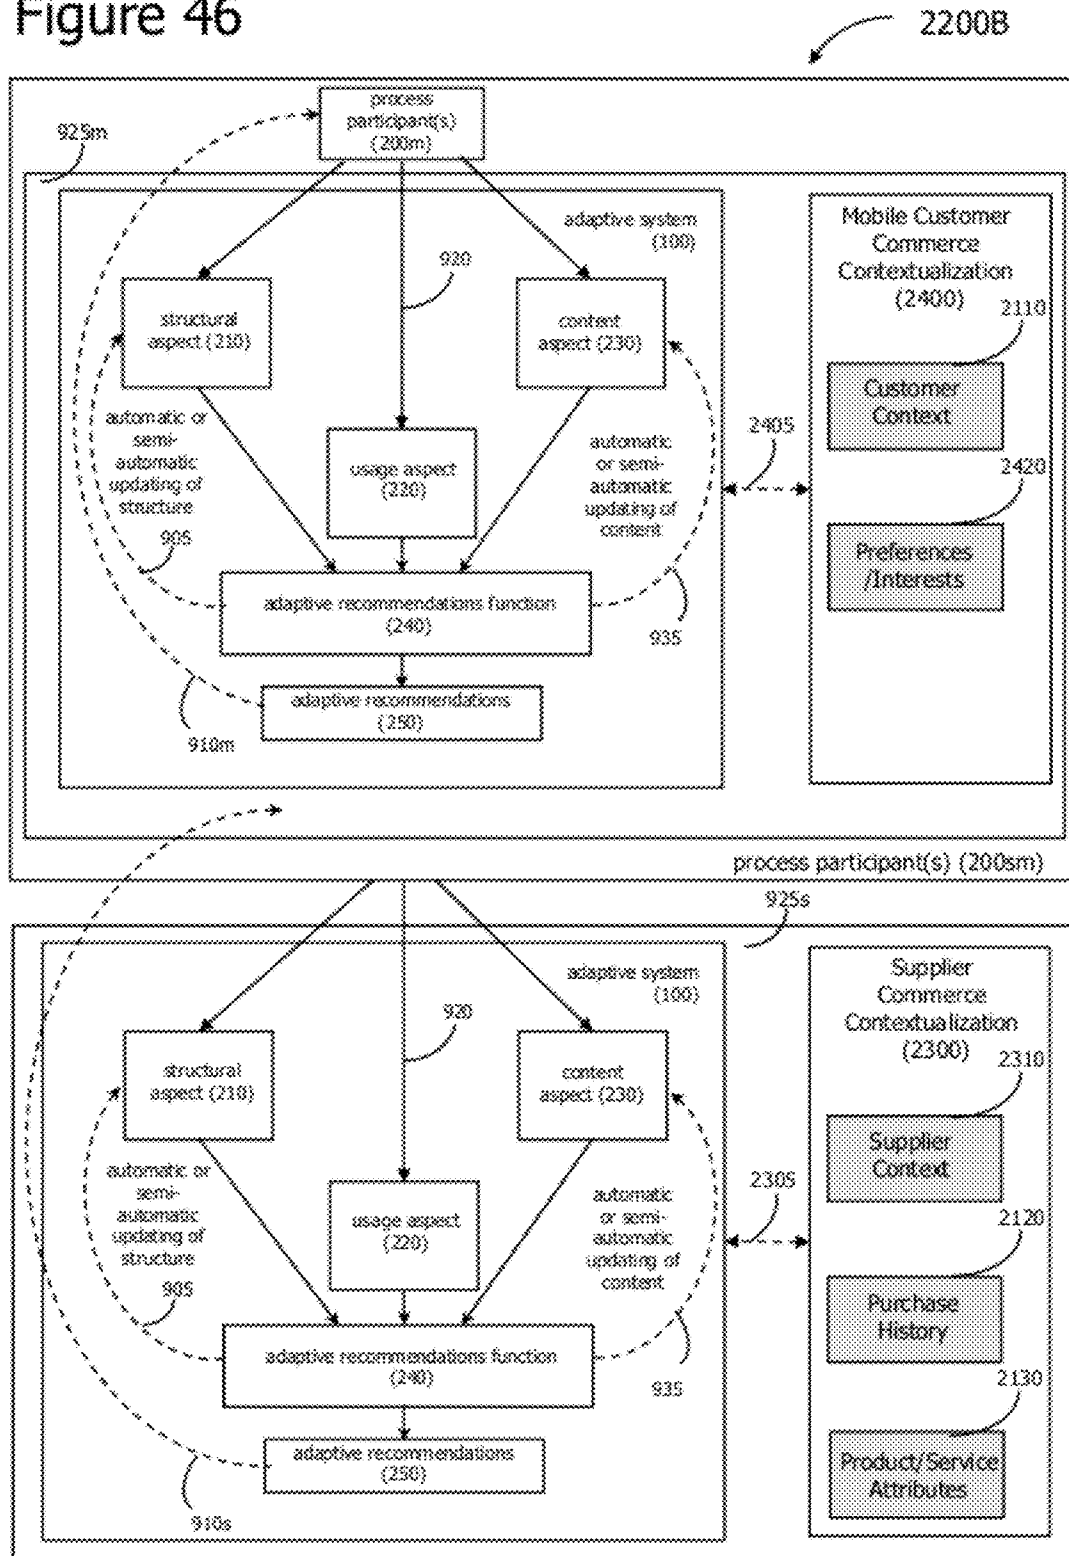 Figure 46
2200B
process
participant(s)
(200m)
925m
adaptive system
(100)
920
structural
aspect (210)
content
aspect (230)
automatic or
semi-
automatic
updating of
structure
905
usage aspect
(220)
automatic
or semi-
automatic
updating of
content
adaptive recommendations function
(240)
935
adaptive recommendations
(250)
910m
2405
Mobile Customer
Commerce
Contextualization
(2400)
2110
Customer
Context
2420
Preferences
/Interests
process participant(s) (200sm)
925s
adaptive system
(100)
920
structural
aspect (210)
content
aspect (230)
automatic or
semi-
automatic
updating of
structure
905
usage aspect
(220)
automatic
or semi-
automatic
updating of
content
adaptive recommendations function
(240)
935
adaptive recommendations
(250)
910s
2305
Supplier
Commerce
Contextualization
(2300)
2310
Supplier
Context
2120
Purchase
History
2130
Product/Service
Attributes